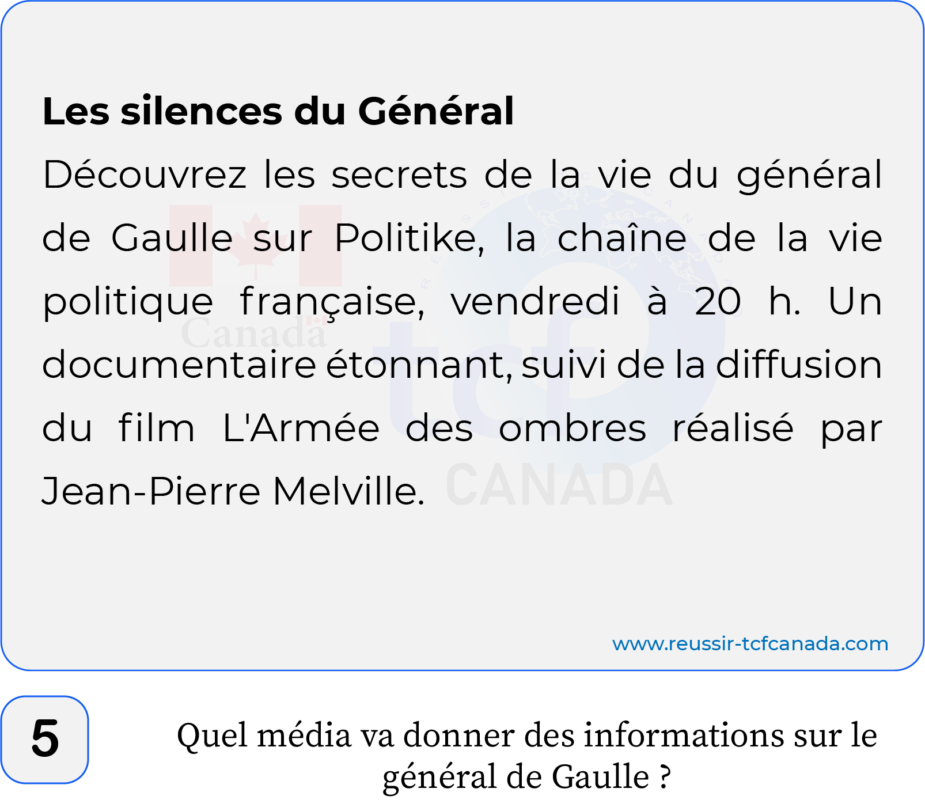 Les silences du Général
Découvrez les secrets de la vie du général
de Gaulle sur Politike, la chaîne de la vie
politique française, vendredi à 20 h. Un
documentaire étonnant, suivi de la diffusion
du film L'Armée des ombres réalisé par
Jean-Pierre Melville.
Canada
tcf
CANADA
www.reussir-tcfcanada.com
5
Quel média va donner des informations sur le
général de Gaulle ?